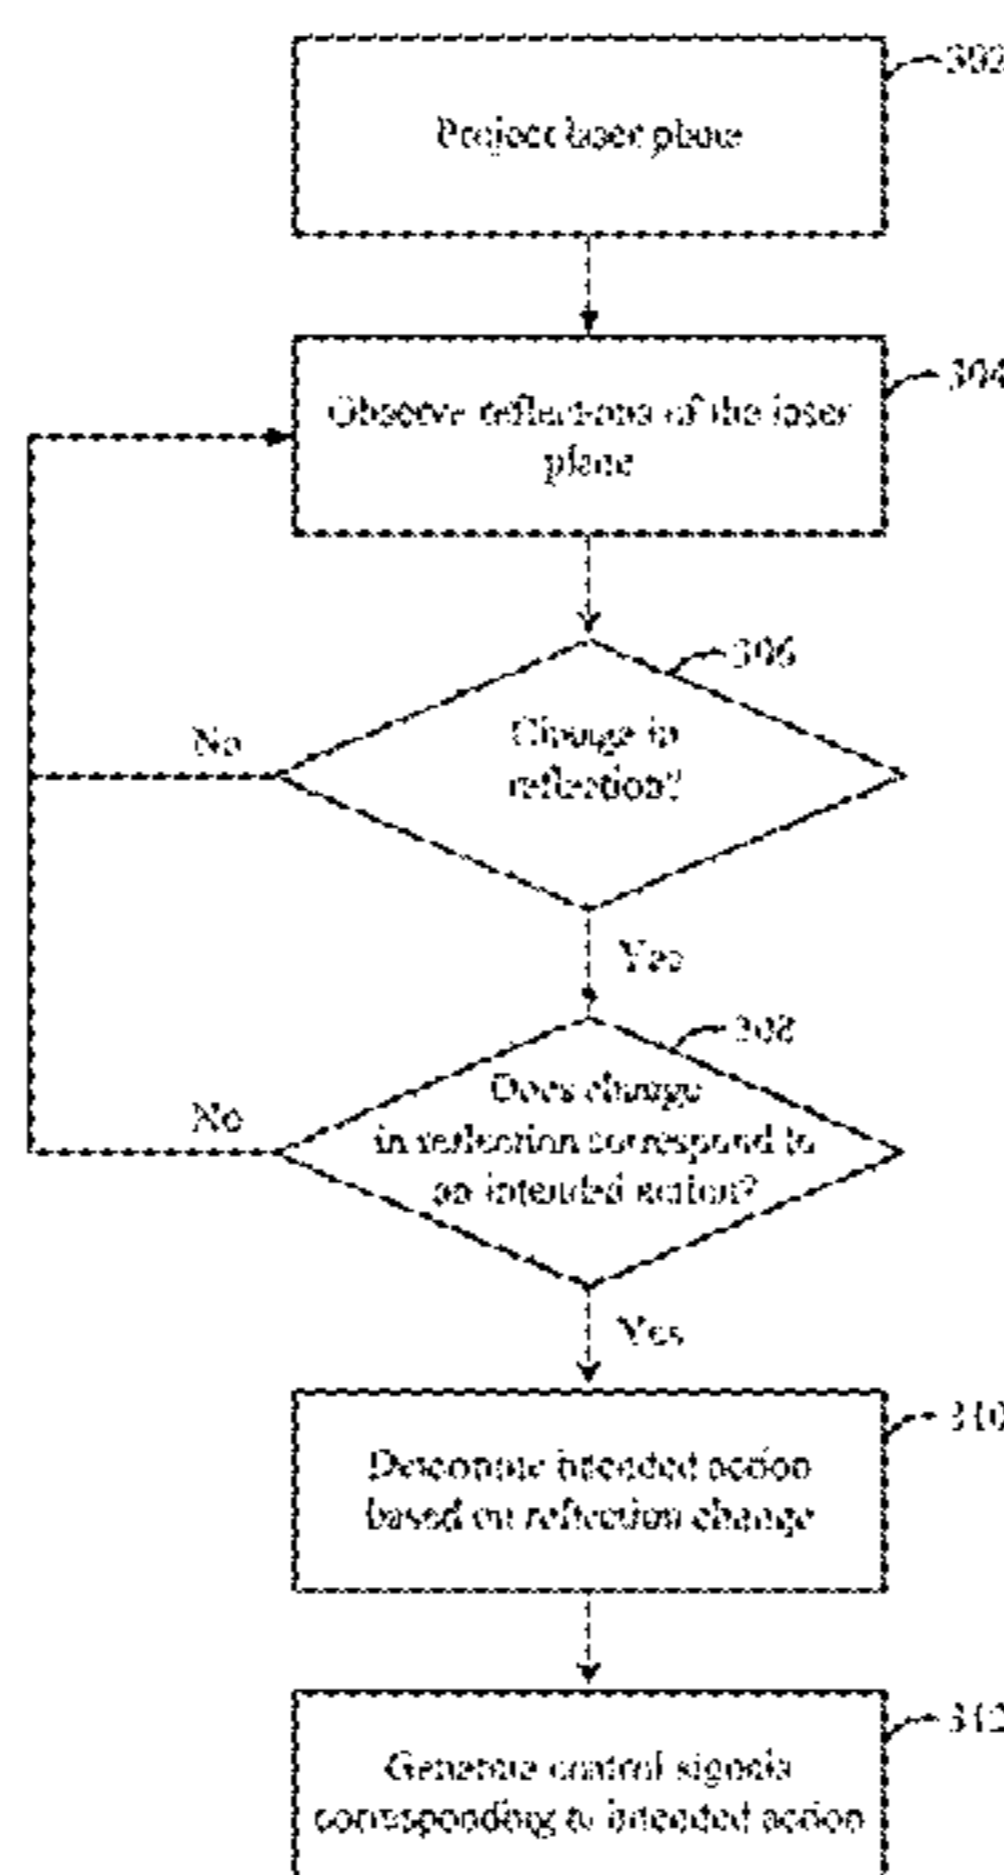 302
Project laser plane
304
Observe reflections of the laser
plane
306
Change in
reflection?
No
Yes
308
Does change
in reflection correspond to
an intended action?
No
Yes
310
Determine intended action
based on reflection change
312
Generate control signals
corresponding to intended action